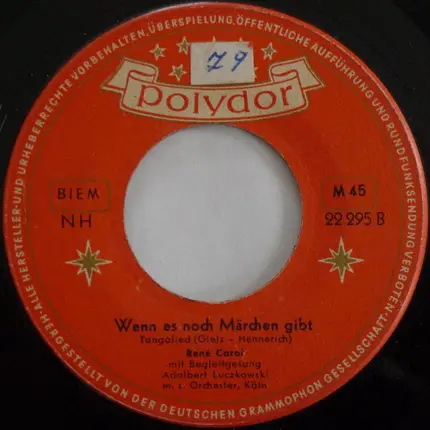 ALLE HERSTELLER- UND URHEBERRECHTE VORBEHALTEN, ÜBERSPIELUNG, ÖFFENTLICHE AUFFÜHRUNG UND RUNDFUNKSENDUNG VERBOTEN
79
polydor
BIEM
NH
M 45
22 295 B
Wenn es noch Märchen gibt
Tangolied (Gietz - Hennerich)
René Carol
mit Begleitgesang
Adalbert Luczkowski
m. s. Orchester, Köln
HERGESTELLT VON DER DEUTSCHEN GRAMMOPHON GESELLSCHAFT